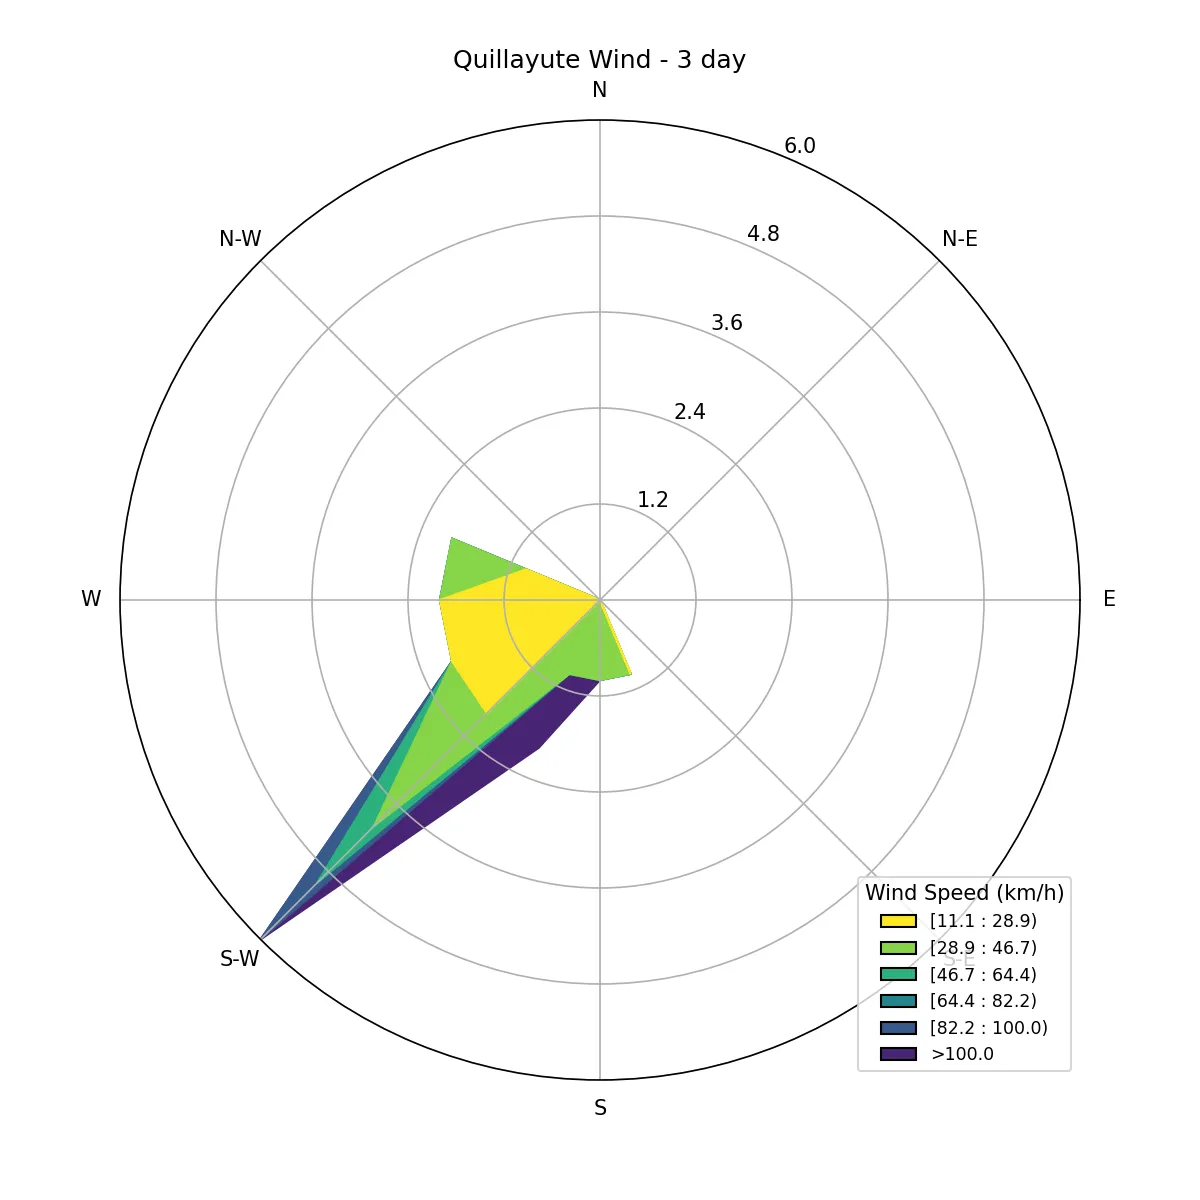 Quillayute Wind - 3 day
N
6.0
N-W
N-E
4.8
3.6
2.4
1.2
W
E
S-W
S-E
S
Wind Speed (km/h)
[11.1 : 28.9)
[28.9 : 46.7)
[46.7 : 64.4)
[64.4 : 82.2)
[82.2 : 100.0)
>100.0